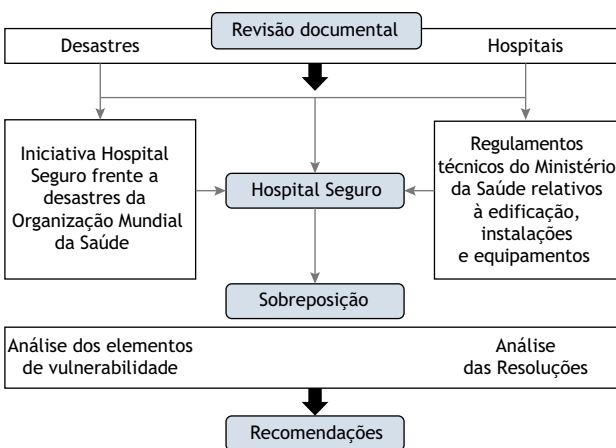 Revisão documental
Desastres
Hospitais
Iniciativa Hospital
Seguro frente a
desastres da
Organização Mundial
da Saúde
Hospital Seguro
Regulamentos
técnicos do Ministério
da Saúde relativos
à edificação,
instalações
e equipamentos
Sobreposição
Análise dos elementos
de vulnerabilidade
Análise
das Resoluções
Recomendações